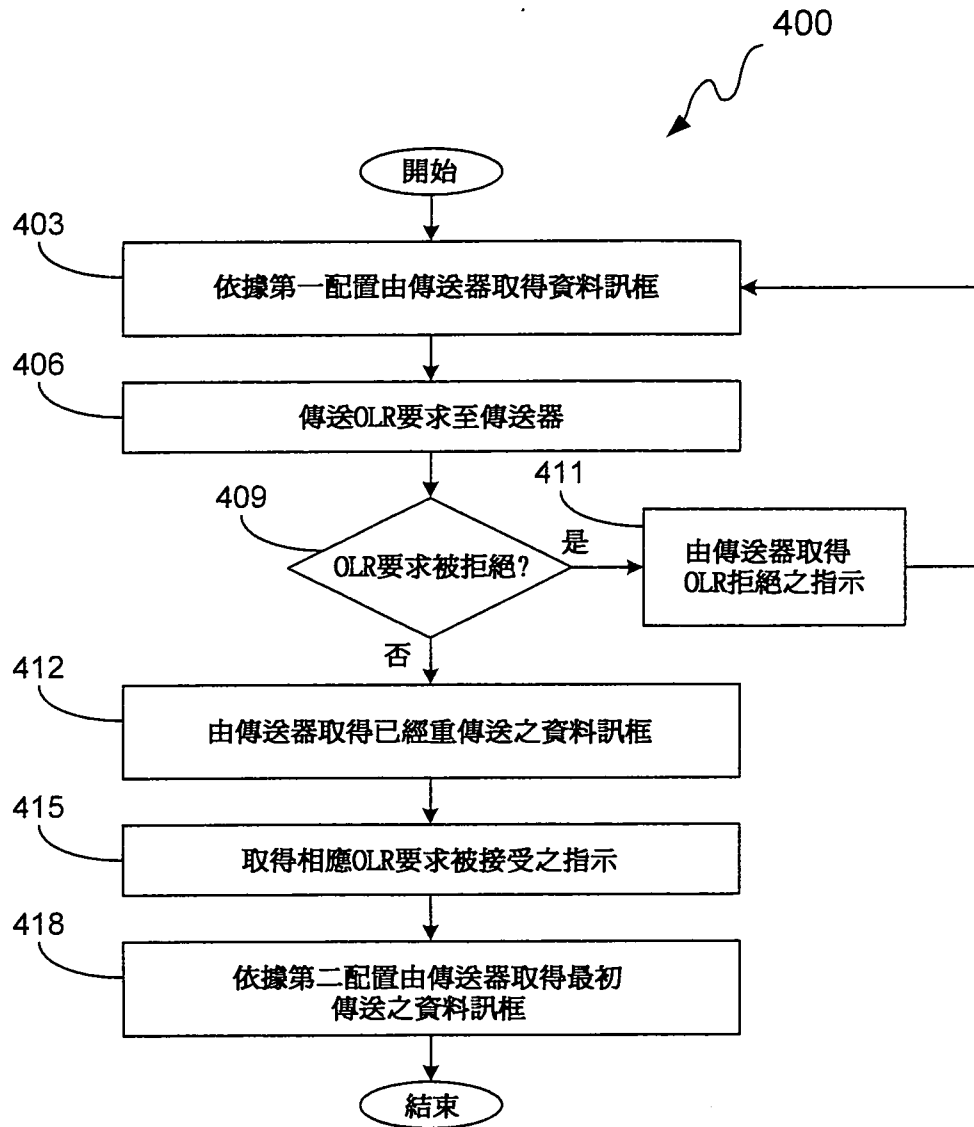 400
開始
403
依據第一配置由傳送器取得資料訊框
406
傳送OLR要求至傳送器
409
OLR要求被拒絕?
是
411
由傳送器取得
OLR拒絕之指示
否
412
由傳送器取得已經重傳送之資料訊框
415
取得相應OLR要求被接受之指示
418
依據第二配置由傳送器取得最初
傳送之資料訊框
結束